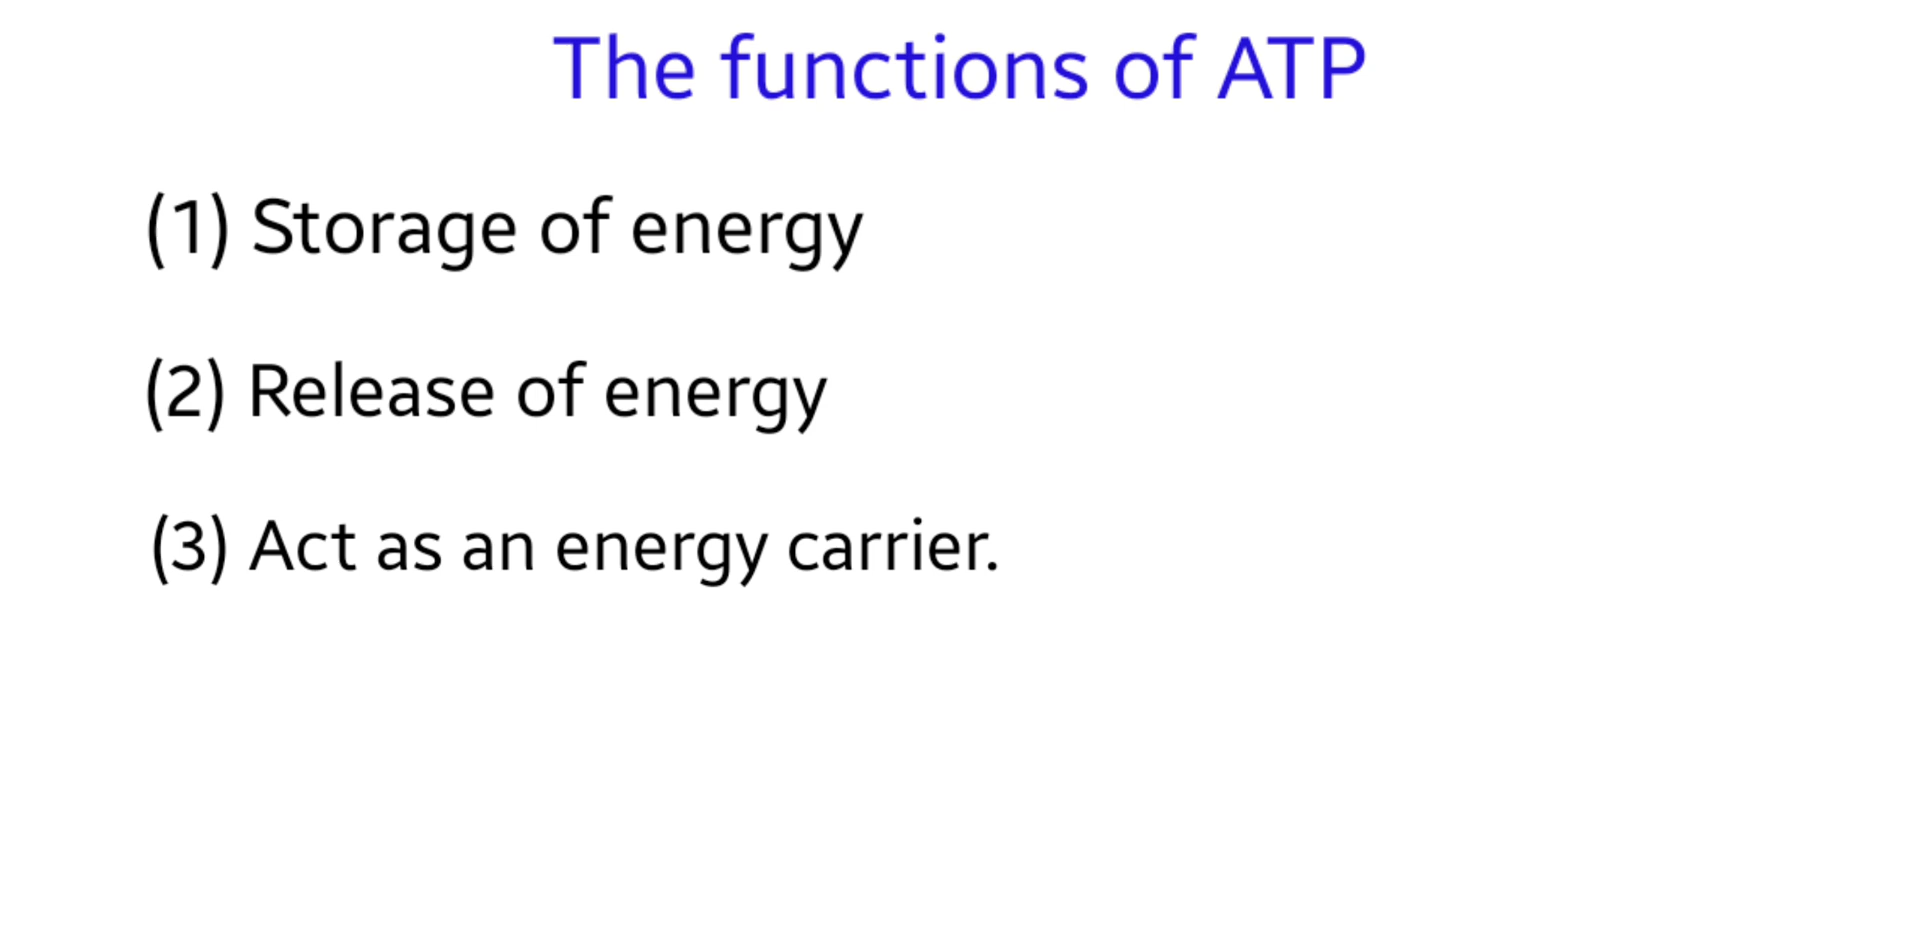 The functions of ATP
(1) Storage of energy
(2) Release of energy
(3) Act as an energy carrier.